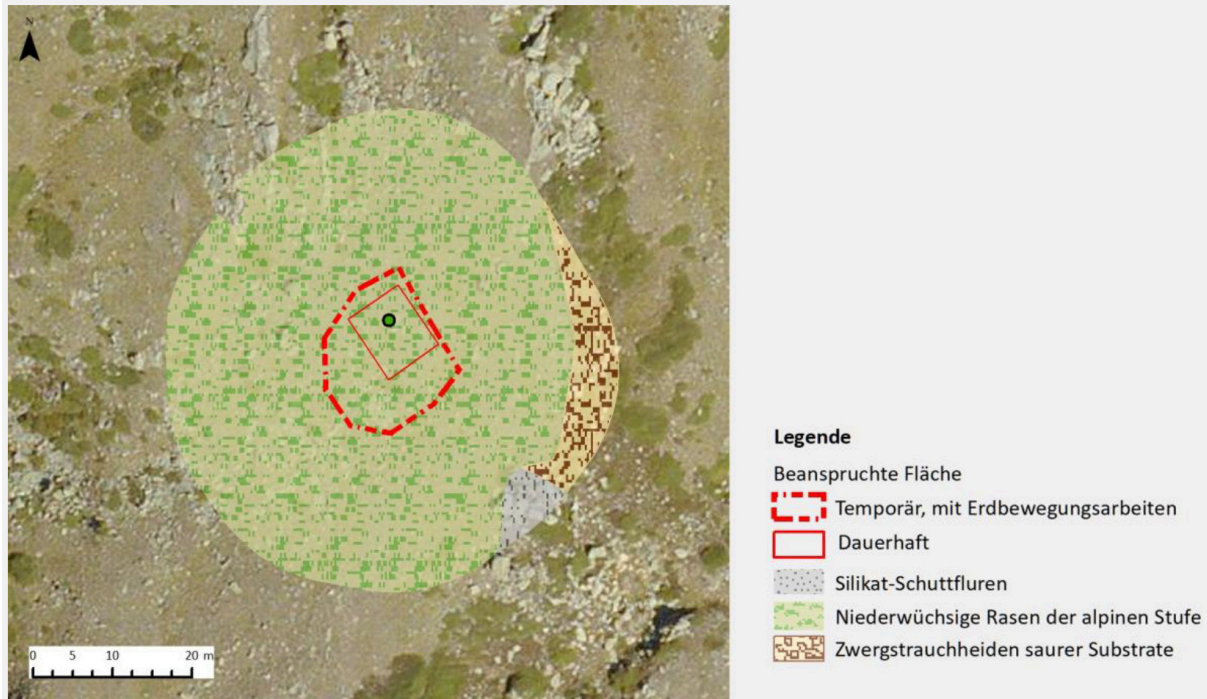 N
Legende
Beanspruchte Fläche
Temporär, mit Erdbewegungsarbeiten
Dauerhaft
Silikat-Schuttfluren
Niederwüchsige Rasen der alpinen Stufe
Zwergstrauchheiden saurer Substrate
0 5 10 20 m